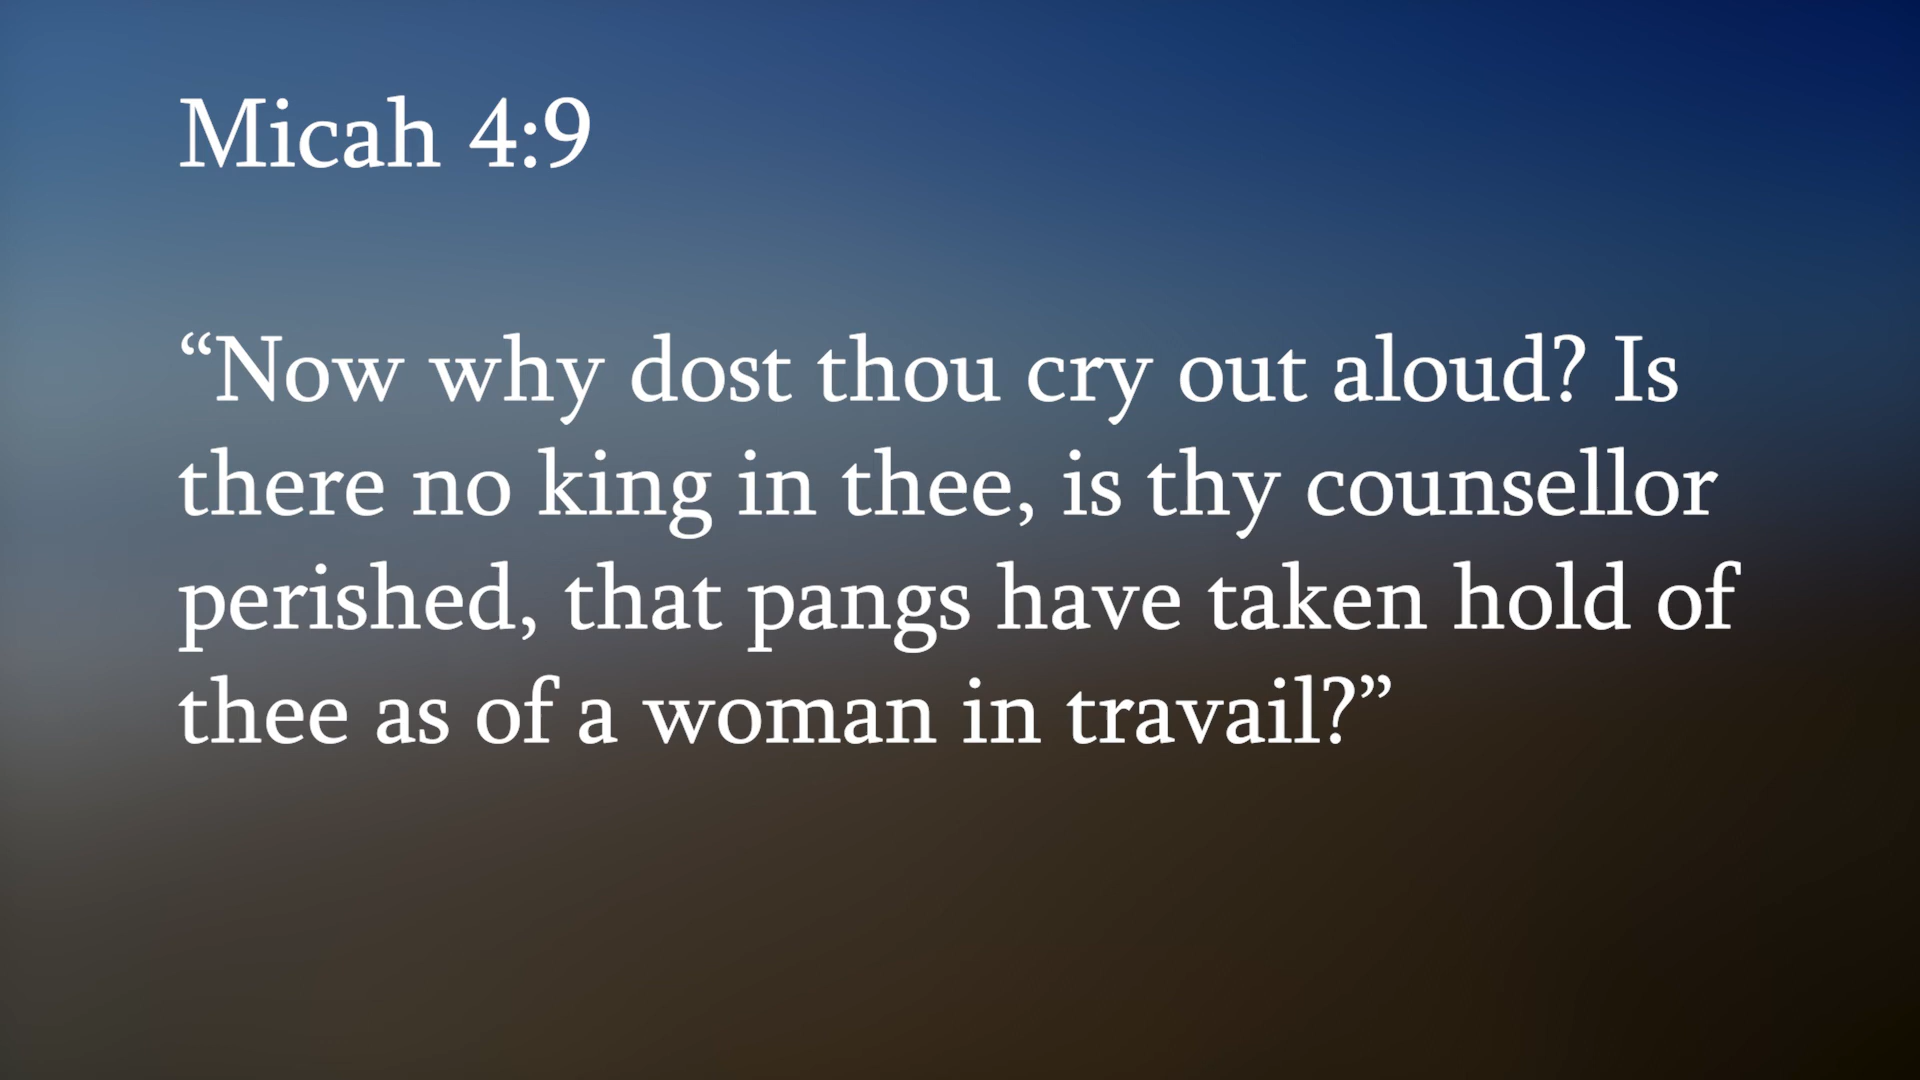 Micah 4:9
“Now why dost thou cry out aloud? Is
there no king in thee, is thy counsellor
perished, that pangs have taken hold of
thee as of a woman in travail?”